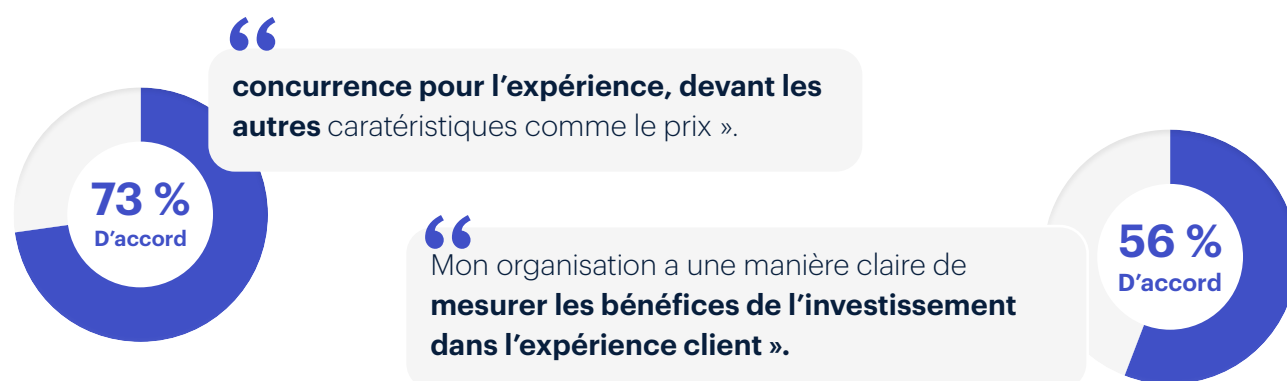 “
concurrence pour l’expérience, devant les
autres caratéristiques comme le prix ».
73 %
D’accord
“
Mon organisation a une manière claire de
mesurer les bénéfices de l’investissement
dans l’expérience client ».
56 %
D’accord